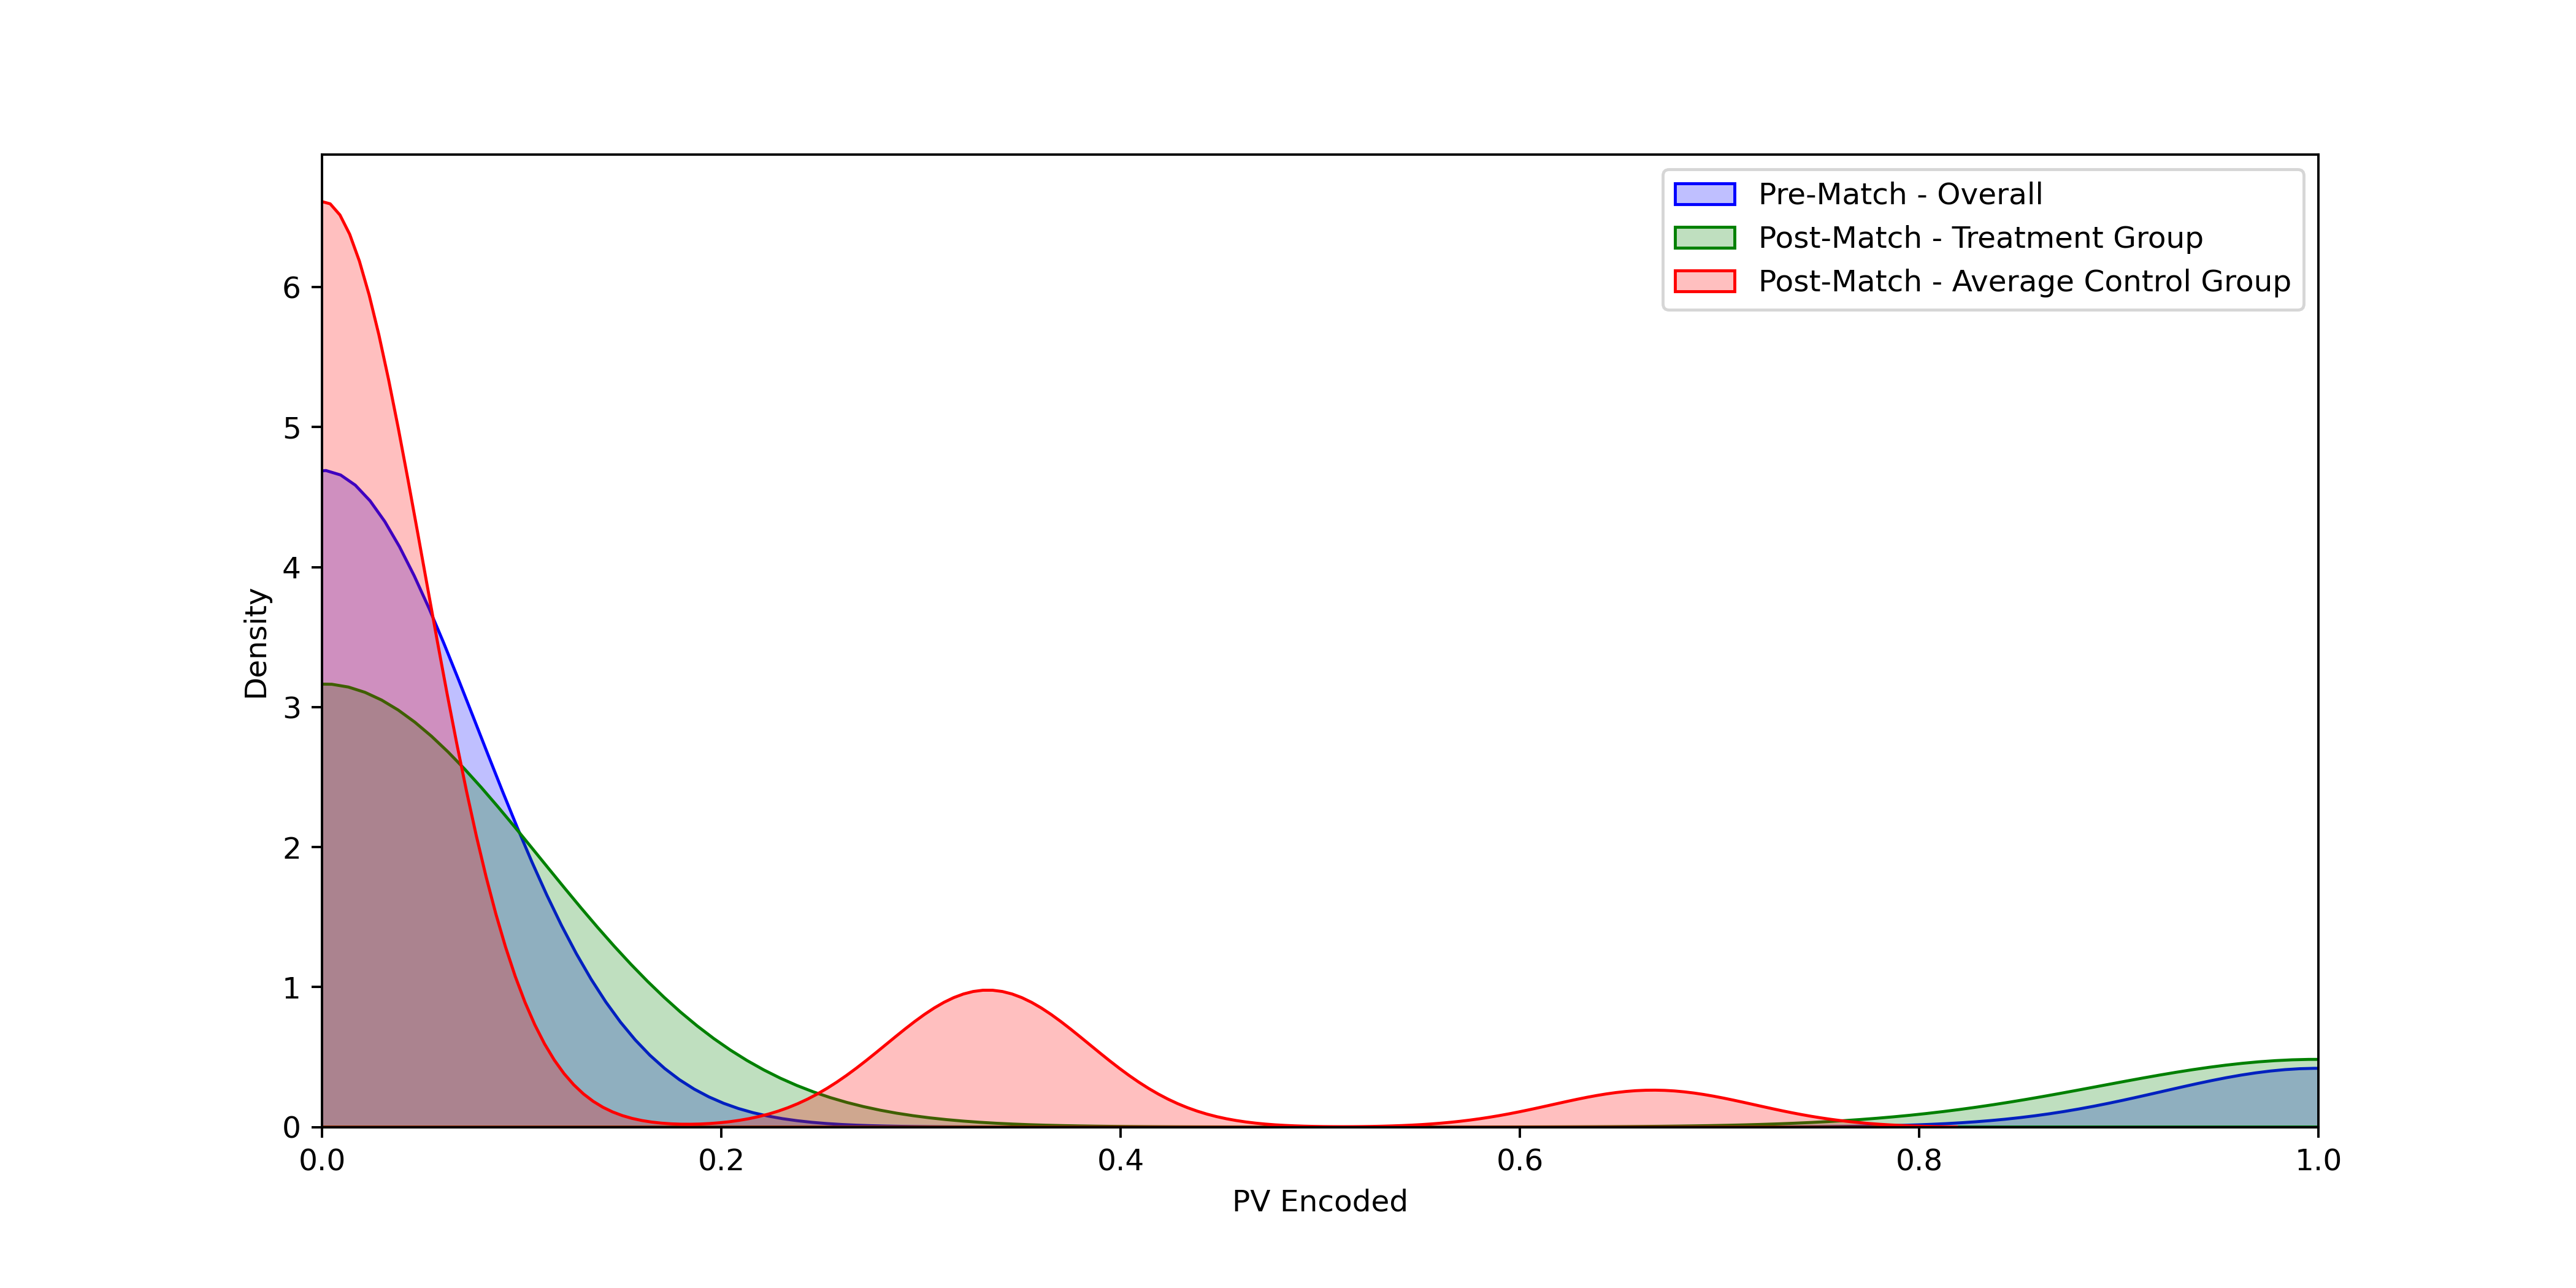 Pre-Match - Overall
Post-Match - Treatment Group
Post-Match - Average Control Group
Density
6
5
4
3
2
1
0
0.0 0.2 0.4 0.6 0.8 1.0
PV Encoded